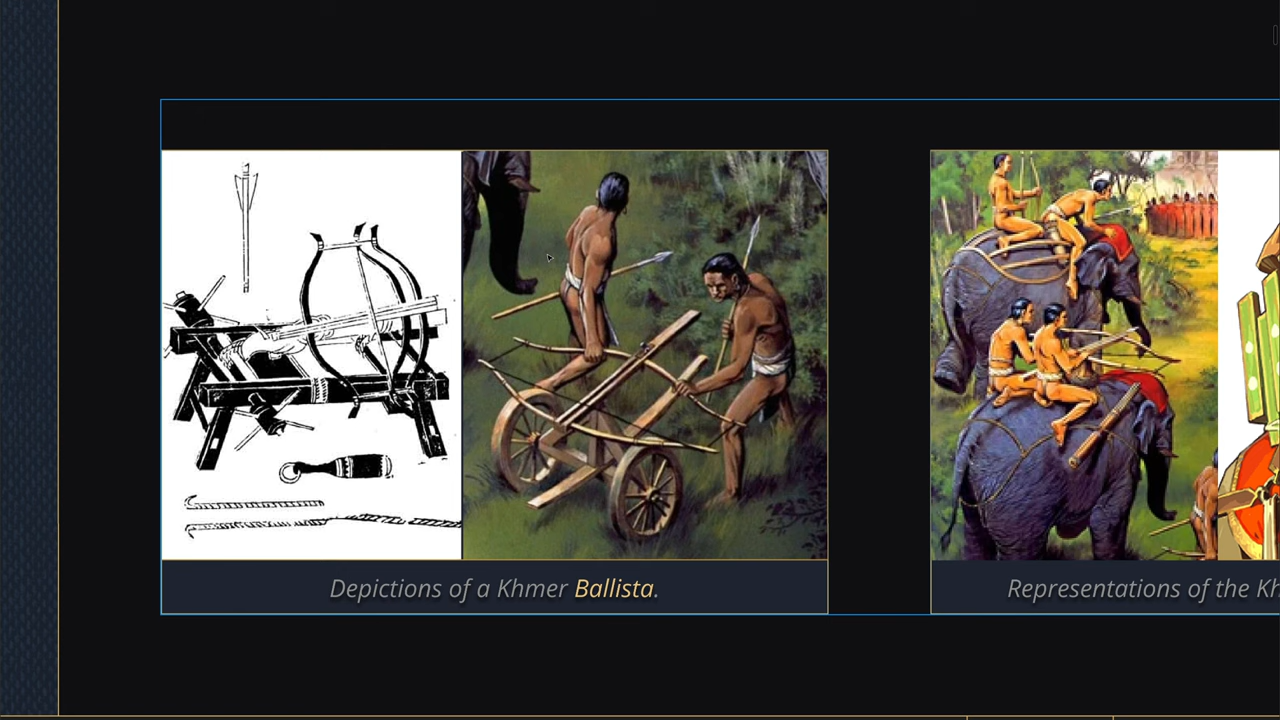 Depictions of a Khmer Ballista.
Representations of the Kh